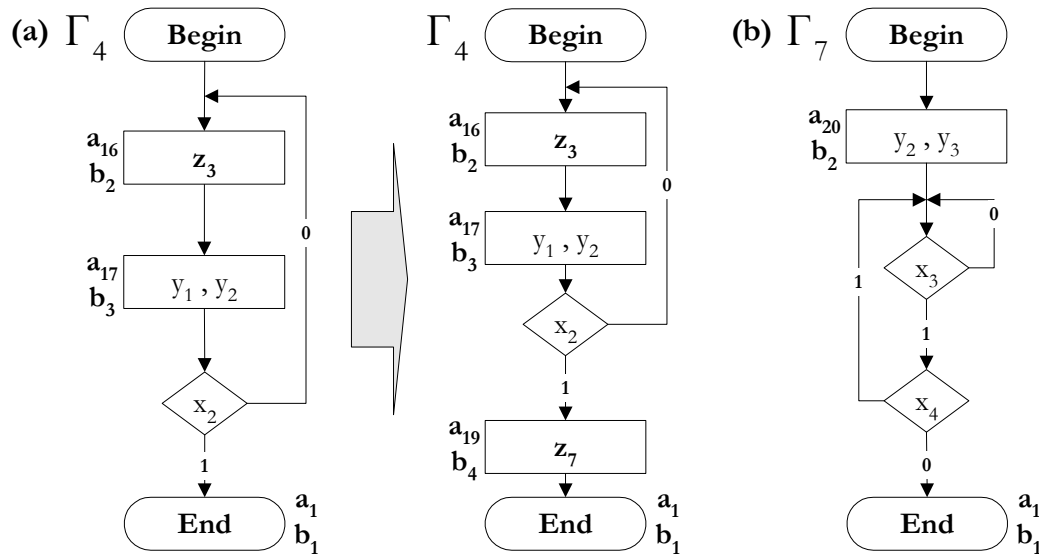 (a) Γ₄ Begin
0
a₁₆ b₂ z₃
a₁₇ b₃ y₁ , y₂
x₂
1
End a₁ b₁
Γ₄ Begin
0
a₁₆ b₂ z₃
a₁₇ b₃ y₁ , y₂
x₂
1
a₁₉ b₄ z₇
End a₁ b₁
(b) Γ₇ Begin
a₂₀ b₂ y₂ , y₃
0
x₃
1
1
x₄
0
End a₁ b₁